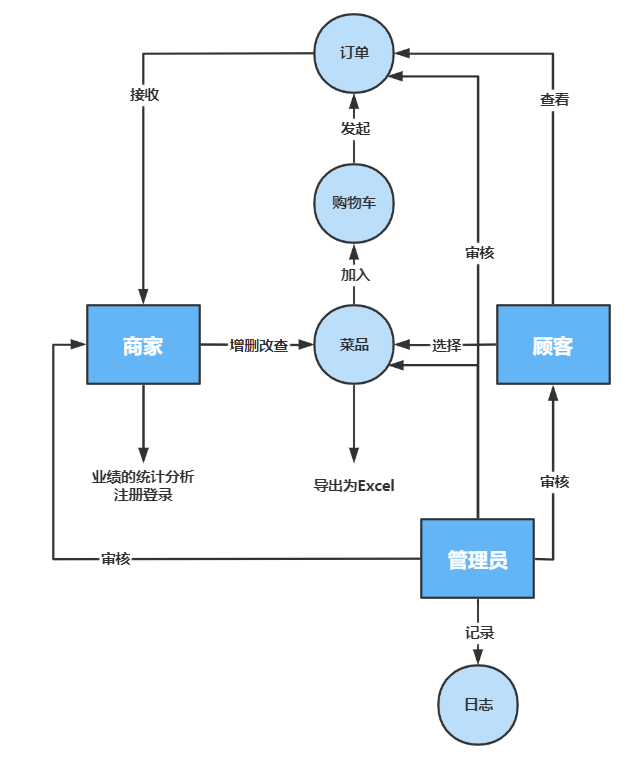 订单
接收
查看
发起
购物车
审核
加入
商家
增删改查
菜品
选择
顾客
业绩的统计分析
注册登录
导出为Excel
审核
审核
管理员
记录
日志